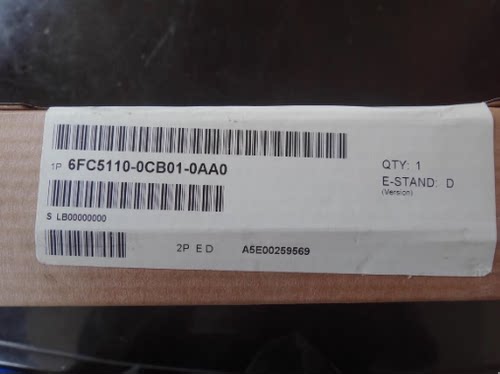 1P 6FC5110-0CB01-0AA0
QTY: 1
E-STAND: D
(Version)
S LB00000000
2P E D A5E00259569